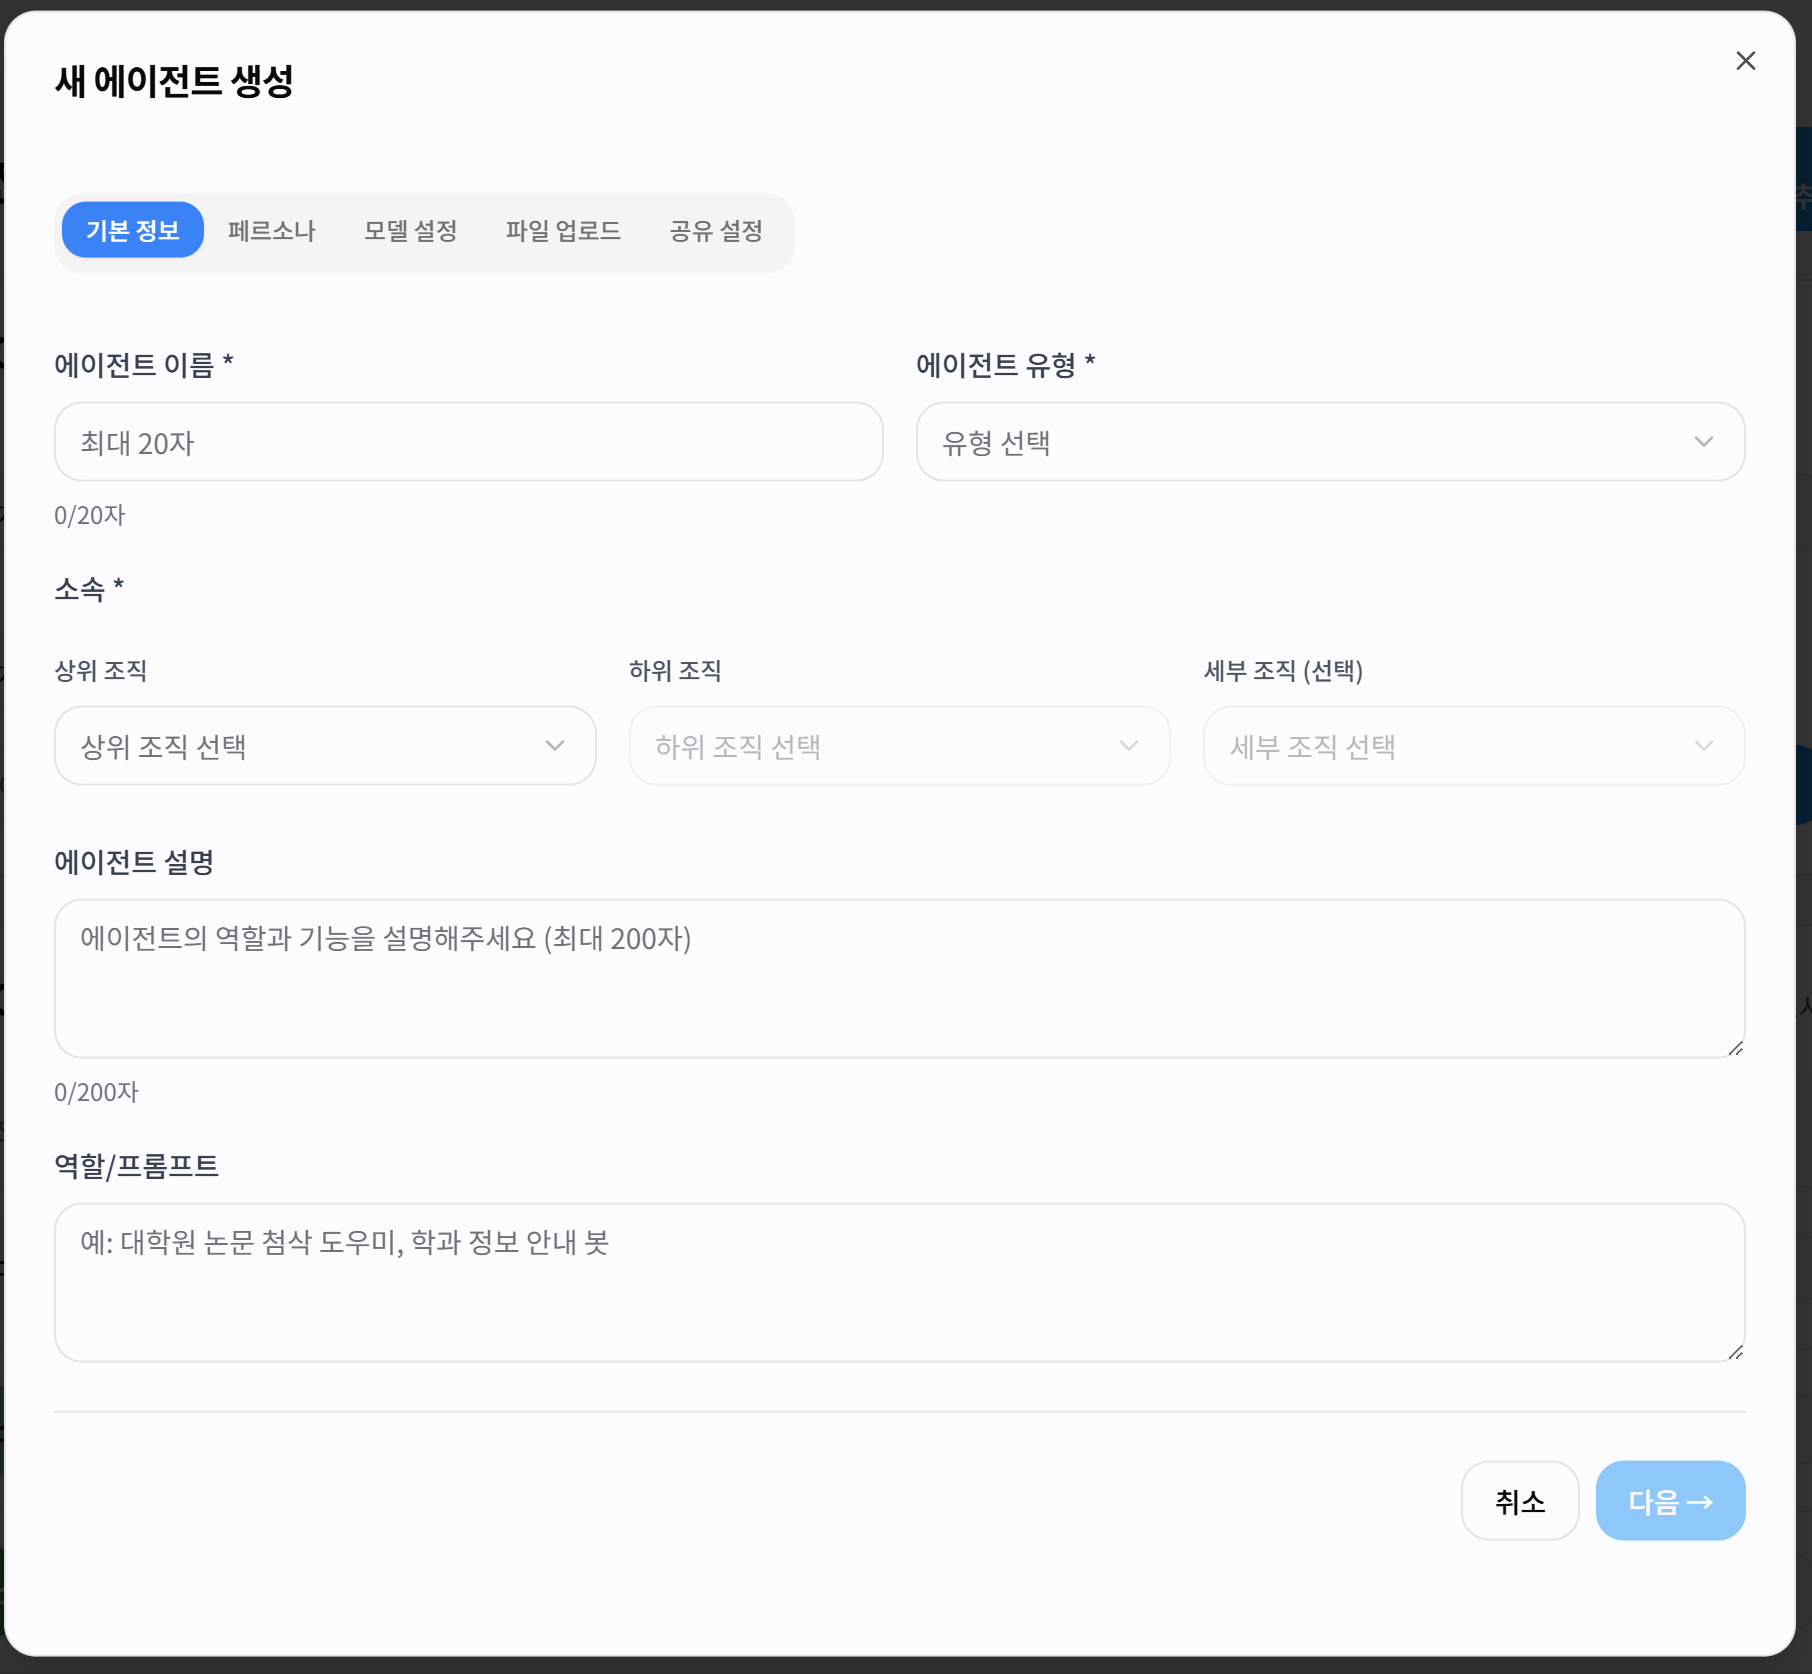 새 에이전트 생성
기본 정보 페르소나 모델 설정 파일 업로드 공유 설정
에이전트 이름 * 에이전트 유형 *
최대 20자 유형 선택
0/20자
소속 *
상위 조직 하위 조직 세부 조직 (선택)
상위 조직 선택 하위 조직 선택 세부 조직 선택
에이전트 설명
에이전트의 역할과 기능을 설명해주세요 (최대 200자)
0/200자
역할/프롬프트
예: 대학원 논문 첨삭 도우미, 학과 정보 안내 봇
취소 다음 →